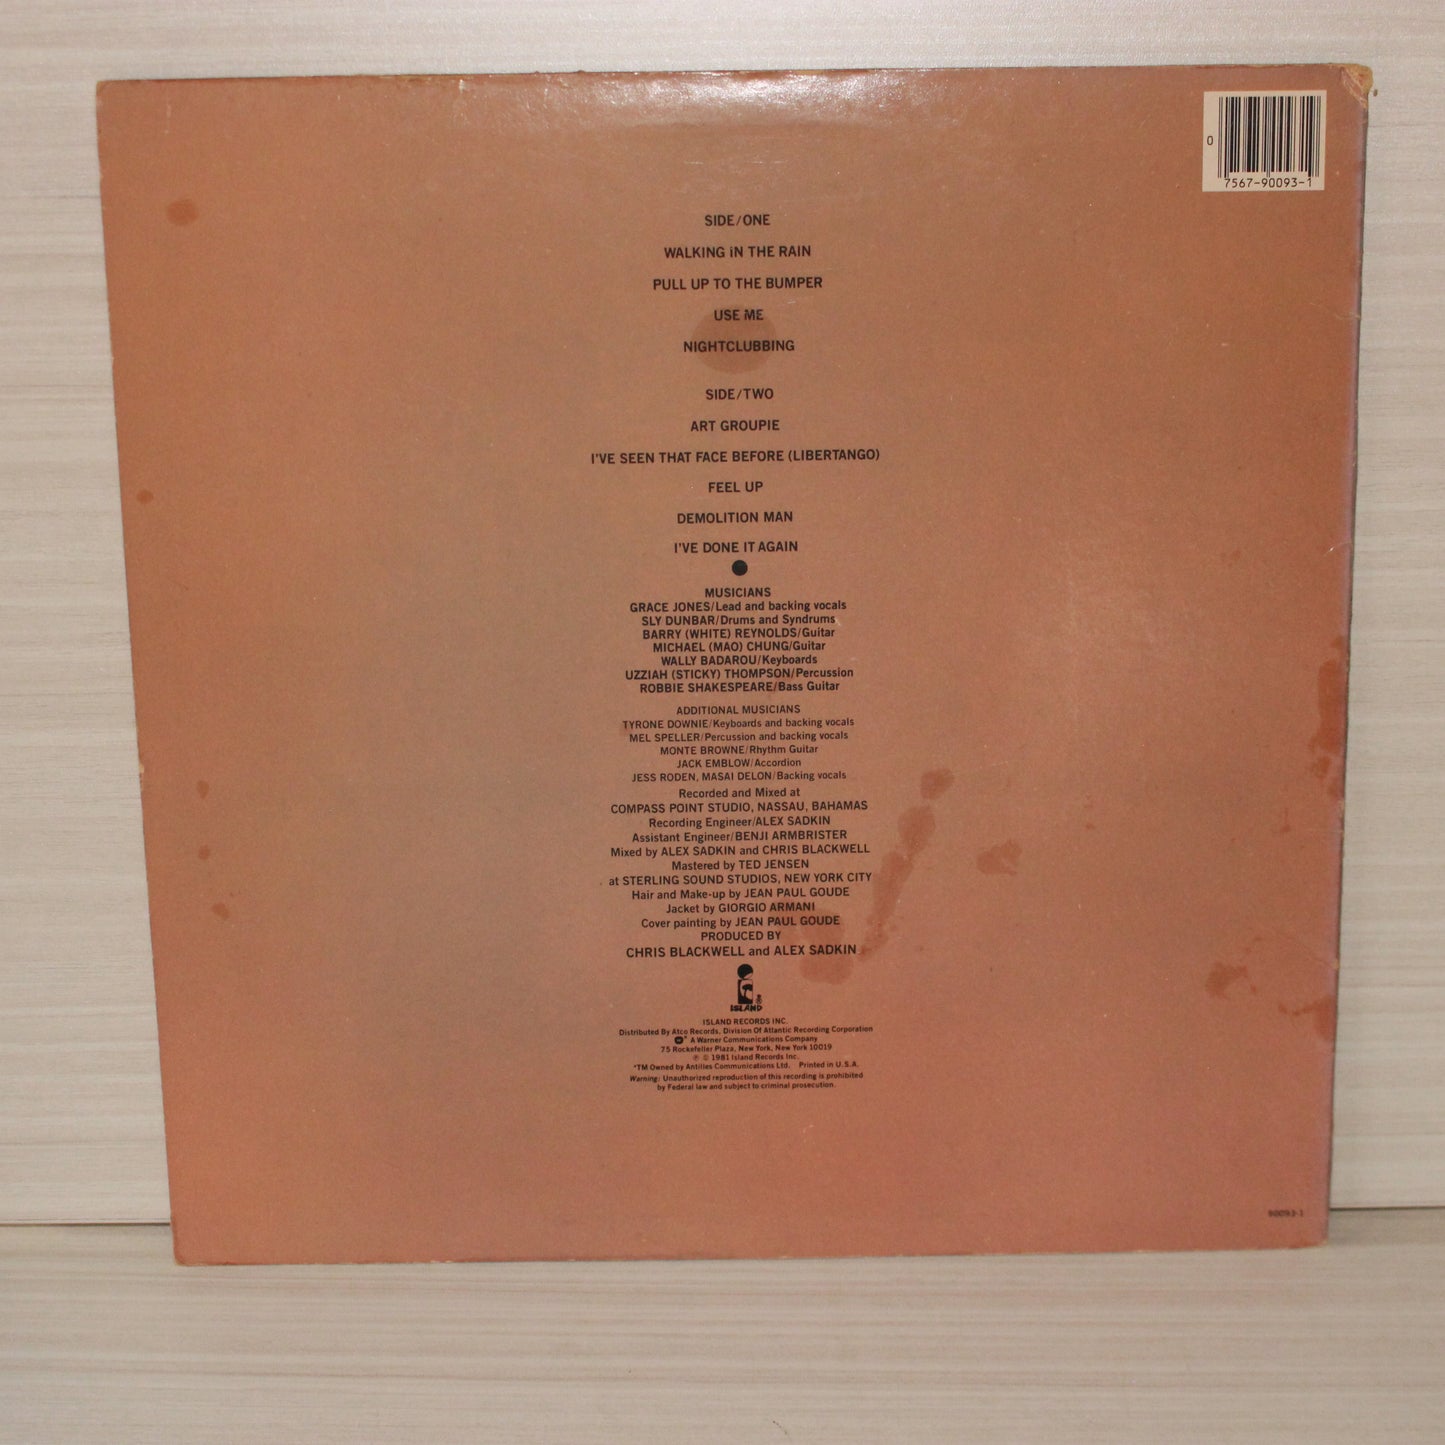 0
7567-90093-1
SIDE/ONE
WALKING iN THE RAIN
PULL UP TO THE BUMPER
USE ME
NIGHTCLUBBING
SIDE/TWO
ART GROUPIE
I'VE SEEN THAT FACE BEFORE (LIBERTANGO)
FEEL UP
DEMOLITION MAN
I'VE DONE IT AGAIN
MUSICIANS
GRACE JONES/Lead and backing vocals
SLY DUNBAR/Drums and Syndrums
BARRY (WHITE) REYNOLDS/Guitar
MICHAEL (MAO) CHUNG/Guitar
WALLY BADAROU/Keyboards
UZZIAH (STICKY) THOMPSON/Percussion
ROBBIE SHAKESPEARE/Bass Guitar
ADDITIONAL MUSICIANS
TYRONE DOWNIE/Keyboards and backing vocals
MEL SPELLER/Percussion and backing vocals
MONTE BROWNE/Rhythm Guitar
JACK EMBLOW/Accordion
JESS RODEN, MASAI DELON/Backing vocals
Recorded and Mixed at
COMPASS POINT STUDIO, NASSAU, BAHAMAS
Recording Engineer/ALEX SADKIN
Assistant Engineer/BENJI ARMBRISTER
Mixed by ALEX SADKIN and CHRIS BLACKWELL
Mastered by TED JENSEN
at STERLING SOUND STUDIOS, NEW YORK CITY
Hair and Make-up by JEAN PAUL GOUDE
Jacket by GIORGIO ARMANI
Cover painting by JEAN PAUL GOUDE
PRODUCED BY
CHRIS BLACKWELL and ALEX SADKIN
ISLAND ®
ISLAND RECORDS INC.
Distributed By Atco Records, Division Of Atlantic Recording Corporation
® A Warner Communications Company
75 Rockefeller Plaza, New York, New York 10019
℗ © 1981 Island Records Inc.
*TM Owned by Antilles Communications Ltd. Printed in U.S.A.
Warning: Unauthorized reproduction of this recording is prohibited
by Federal law and subject to criminal prosecution.
90093-1